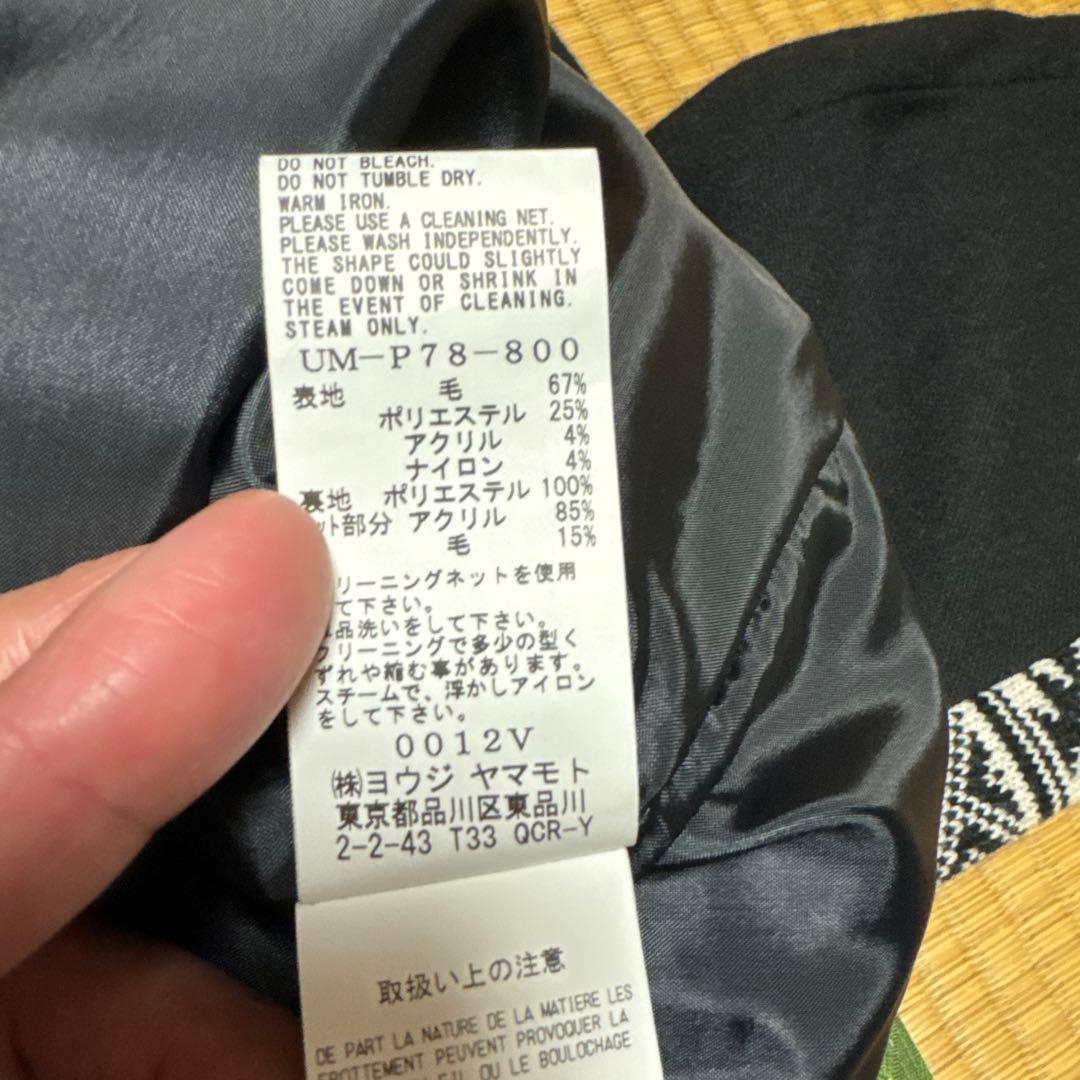 DO NOT BLEACH.
DO NOT TUMBLE DRY.
WARM IRON.
PLEASE USE A CLEANING NET.
PLEASE WASH INDEPENDENTLY.
THE SHAPE COULD SLIGHTLY
COME DOWN OR SHRINK IN
THE EVENT OF CLEANING.
STEAM ONLY.
UM-P78-800
表地 毛 67%
ポリエステル 25%
アクリル 4%
ナイロン 4%
裏地 ポリエステル 100%
ット部分 アクリル 85%
毛 15%
リーニングネットを使用
て下さい。
品洗いをして下さい。
クリーニングで多少の型く
ずれや縮む事があります。
スチームで、浮かしアイロン
をして下さい。
0012V
㈱ヨウジ ヤマモト
東京都品川区東品川
2-2-43 T33 QCR-Y
取扱い上の注意
DE PART LA NATURE DE LA MATIERE LES
FROTTEMENT PEUVENT PROVOQUER LA
OU LE BOULOCHAGE